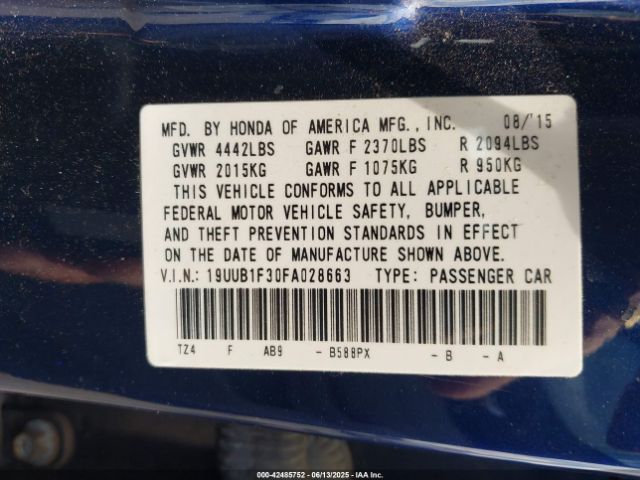 MFD. BY HONDA OF AMERICA MFG., INC. 08/'15
GVWR 4442LBS GAWR F 2370LBS R 2094LBS
GVWR 2015KG GAWR F 1075KG R 950KG
THIS VEHICLE CONFORMS TO ALL APPLICABLE
FEDERAL MOTOR VEHICLE SAFETY, BUMPER,
AND THEFT PREVENTION STANDARDS IN EFFECT
ON THE DATE OF MANUFACTURE SHOWN ABOVE.
V.I.N.: 19UUB1F30FA028663 TYPE: PASSENGER CAR
TZ4 F AB9 -B588PX -B -A
000-42485752 - 06/13/2025 - IAA Inc.